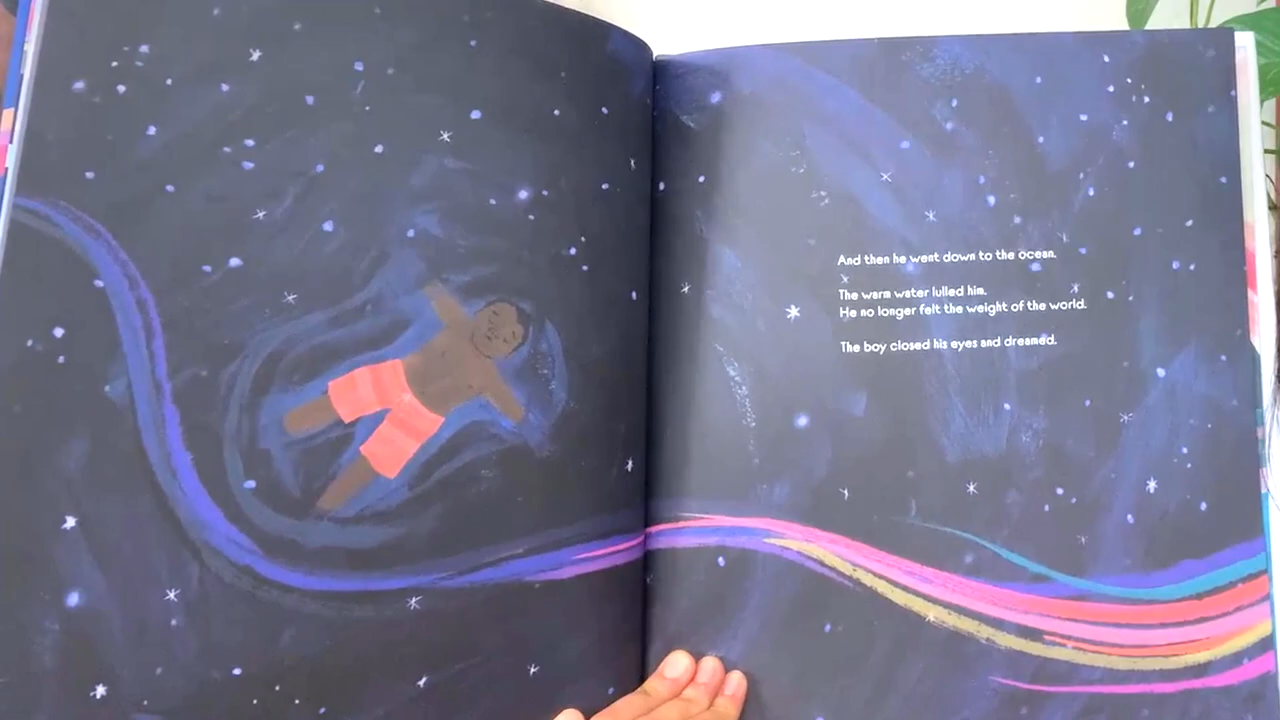 And then he went down to the ocean.
The warm water lulled him.
He no longer felt the weight of the world.
The boy closed his eyes and dreamed.